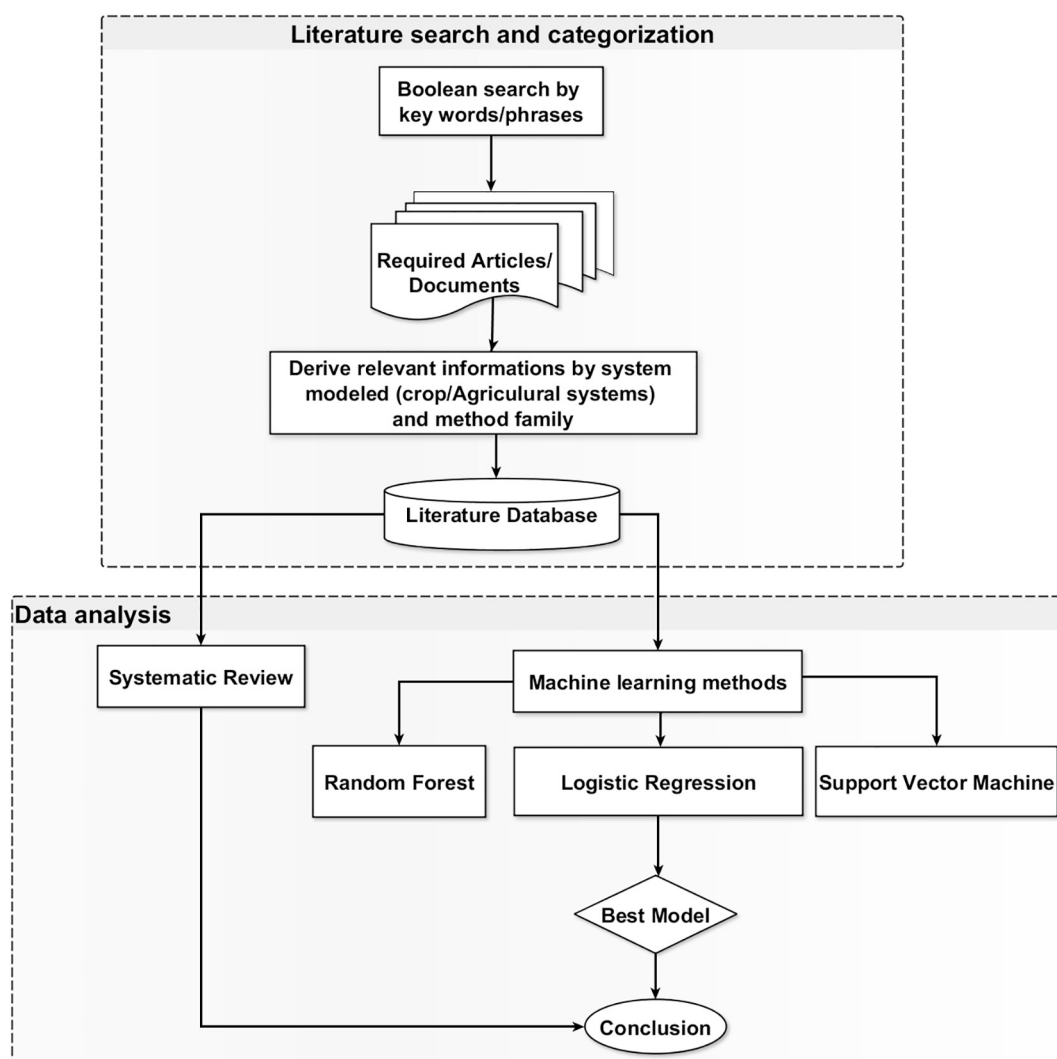 Literature search and categorization
Boolean search by
key words/phrases
Required Articles/
Documents
Derive relevant informations by system
modeled (crop/Agriculural systems)
and method family
Literature Database
Data analysis
Systematic Review
Machine learning methods
Random Forest
Logistic Regression
Support Vector Machine
Best Model
Conclusion